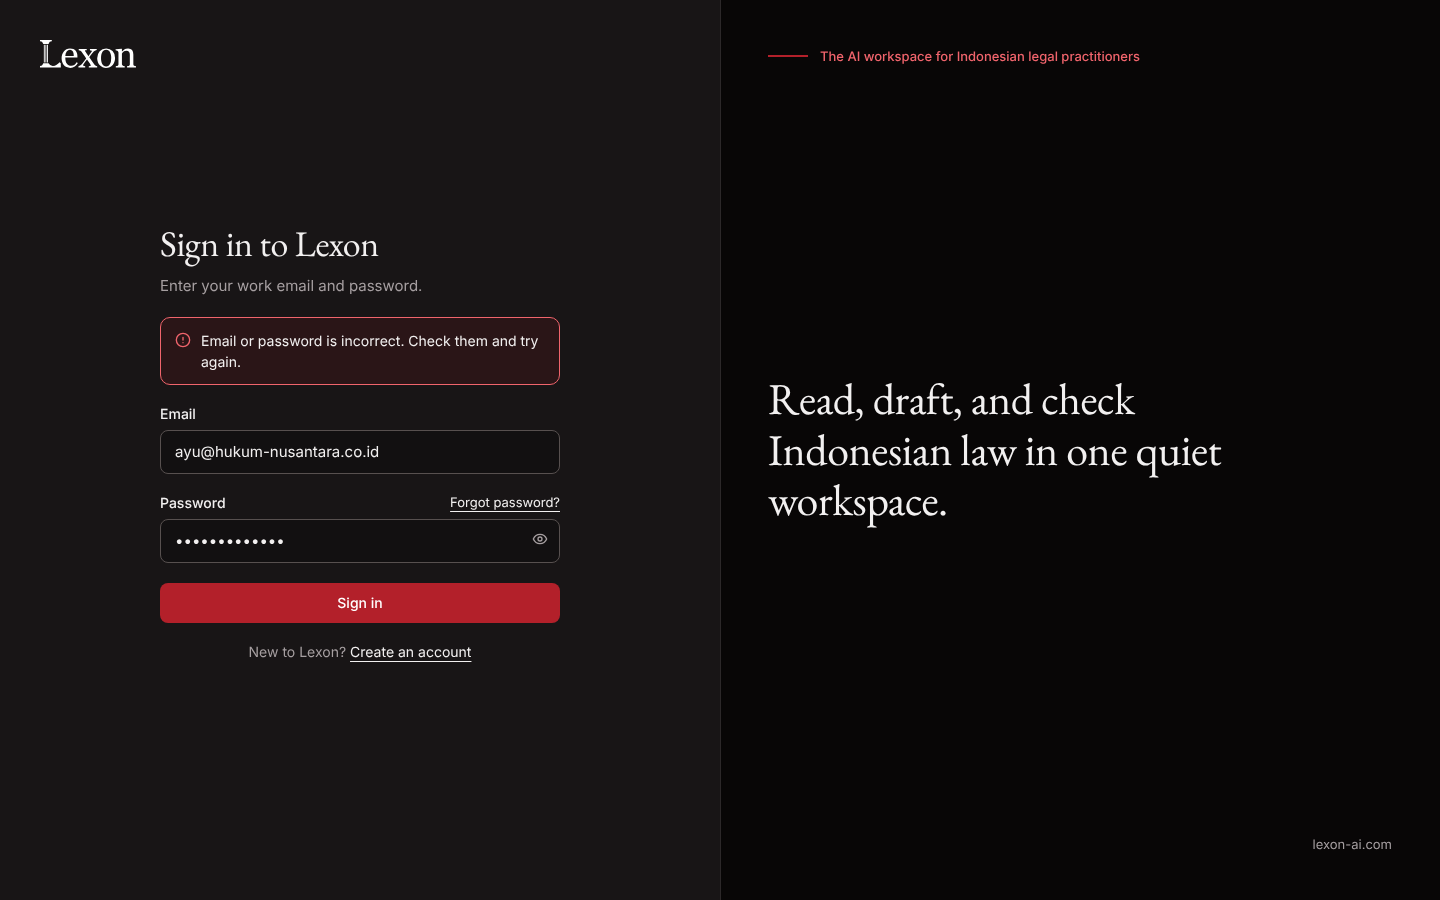 Lexon
Sign in to Lexon
Enter your work email and password.
Email or password is incorrect. Check them and try
again.
Email
ayu@hukum-nusantara.co.id
Password
Forgot password?
•••••••••••••
Sign in
New to Lexon? Create an account
The AI workspace for Indonesian legal practitioners
Read, draft, and check
Indonesian law in one quiet
workspace.
lexon-ai.com